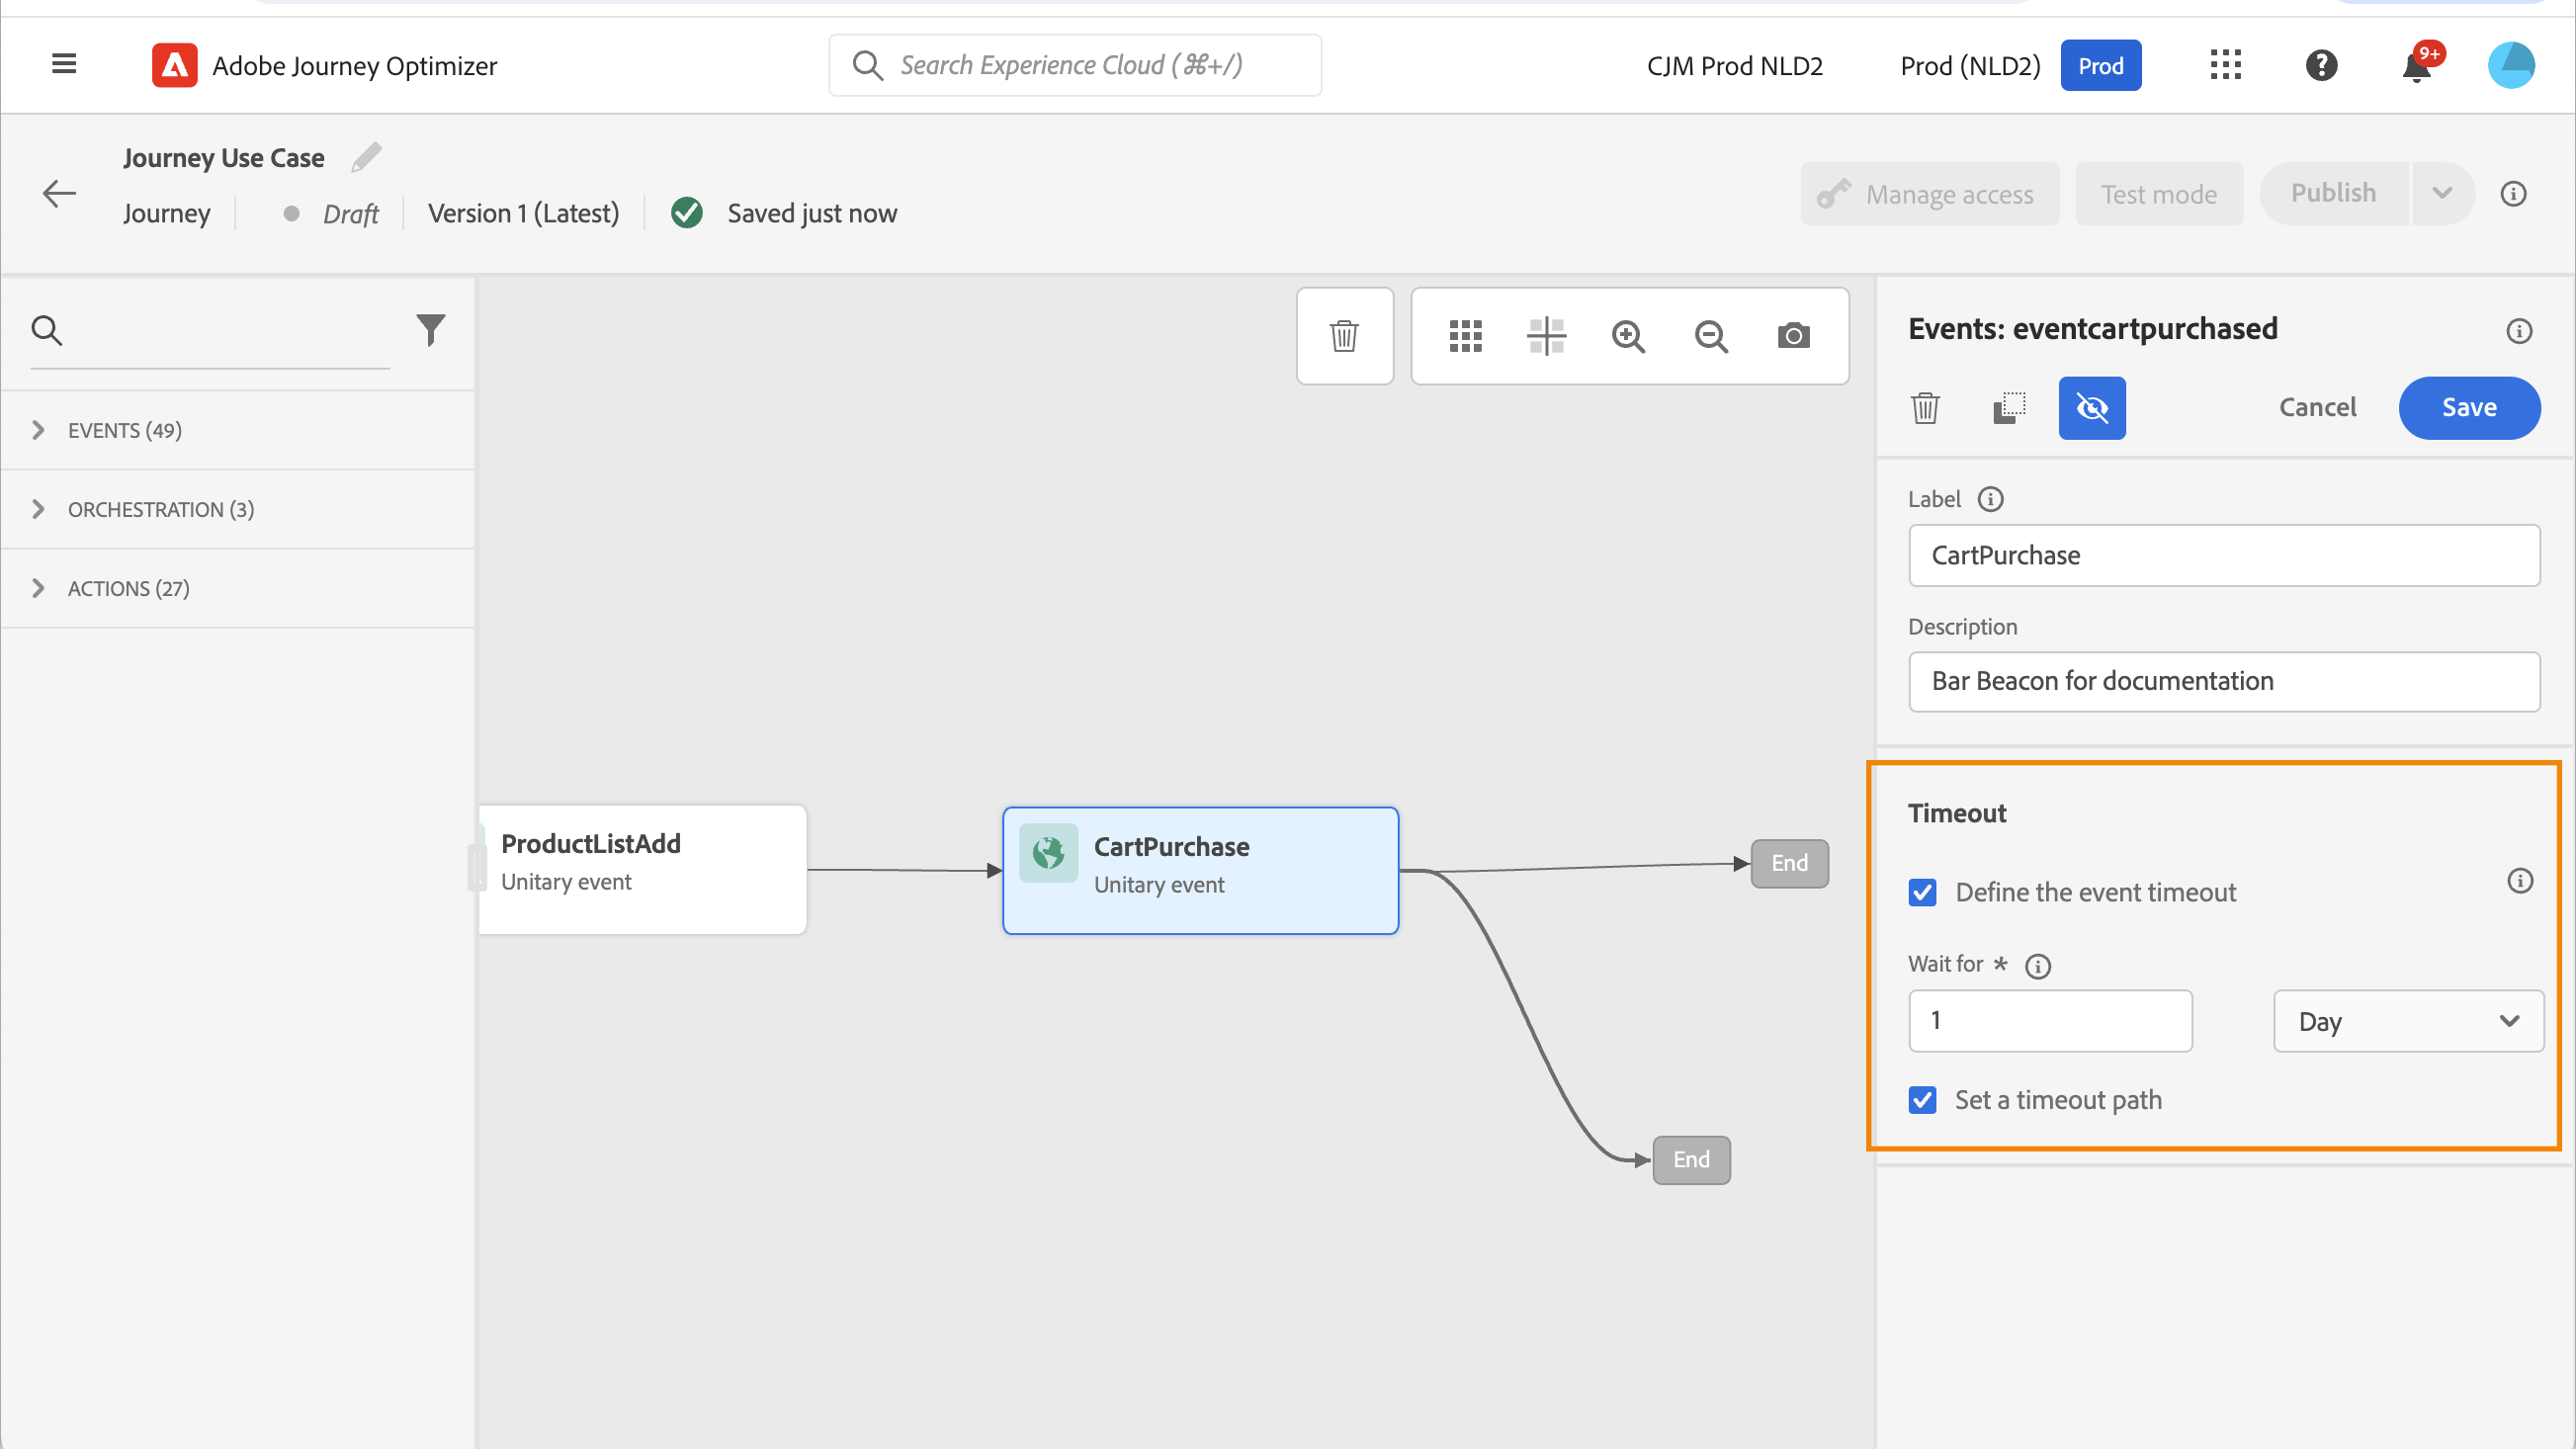 Adobe Journey Optimizer
Search Experience Cloud (⌘+/)
CJM Prod NLD2
Prod (NLD2)
Prod
9+
Journey Use Case
Journey
Draft
Version 1 (Latest)
Saved just now
Manage access
Test mode
Publish
EVENTS (49)
ORCHESTRATION (3)
ACTIONS (27)
ProductListAdd
Unitary event
CartPurchase
Unitary event
End
End
Events: eventcartpurchased
Cancel
Save
Label
CartPurchase
Description
Bar Beacon for documentation
Timeout
Define the event timeout
Wait for *
1
Day
Set a timeout path